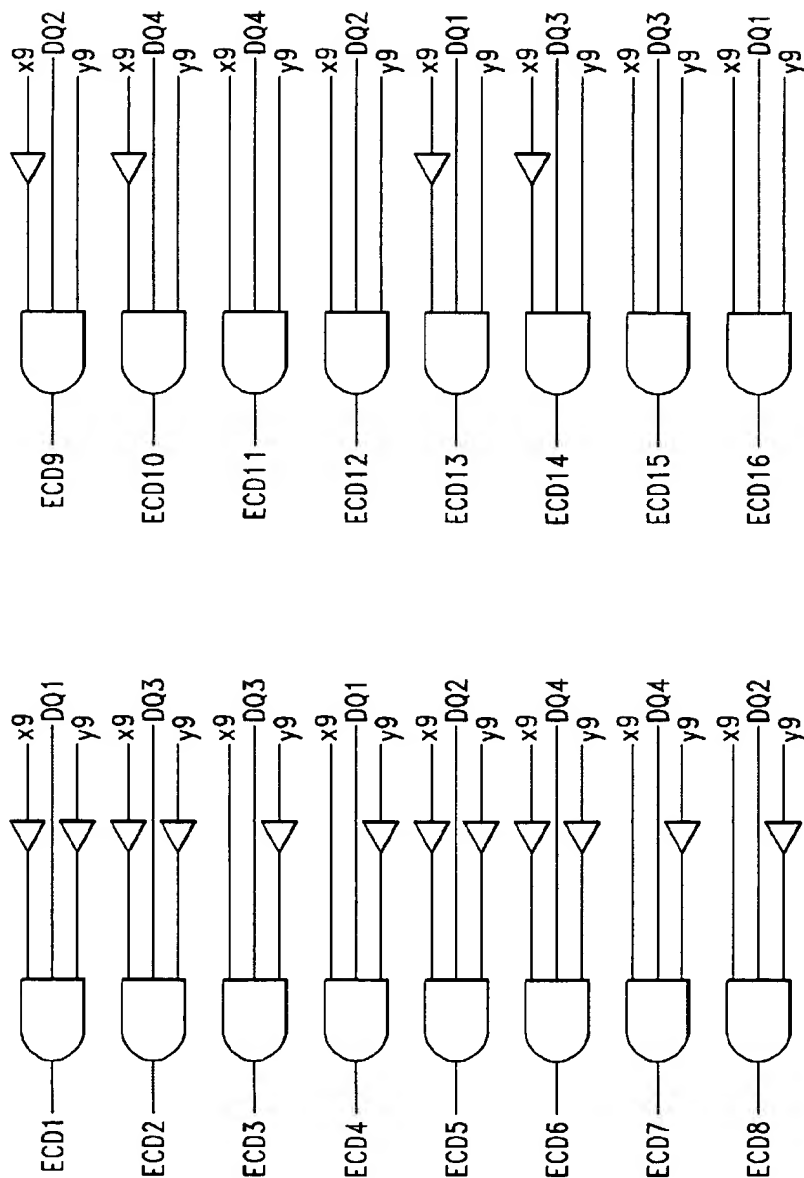 x9
DQ2
y9
ECD9
x9
DQ4
y9
ECD10
x9
DQ4
y9
ECD11
x9
DQ2
y9
ECD12
x9
DQ1
y9
ECD13
x9
DQ3
y9
ECD14
x9
DQ3
y9
ECD15
x9
DQ1
y9
ECD16
x9
DQ1
y9
ECD1
x9
DQ3
y9
ECD2
x9
DQ3
y9
ECD3
x9
DQ1
y9
ECD4
x9
DQ2
y9
ECD5
x9
DQ4
y9
ECD6
x9
DQ4
y9
ECD7
x9
DQ2
y9
ECD8